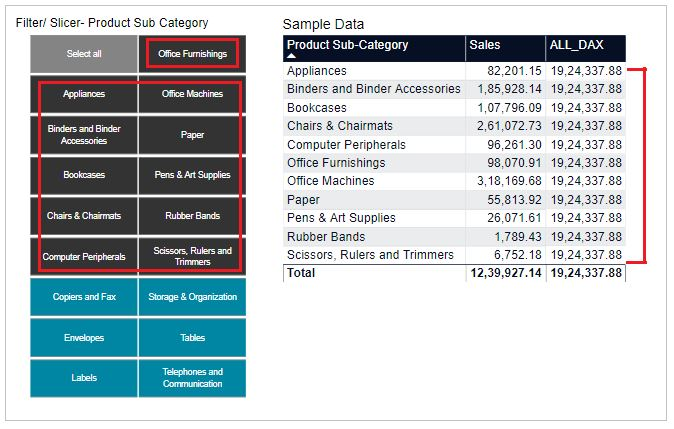 Filter/ Slicer- Product Sub Category
Select all
Office Furnishings
Appliances
Office Machines
Binders and Binder
Accessories
Paper
Bookcases
Pens & Art Supplies
Chairs & Chairmats
Rubber Bands
Computer Peripherals
Scissors, Rulers and
Trimmers
Copiers and Fax
Storage & Organization
Envelopes
Tables
Labels
Telephones and
Communication
Sample Data
Product Sub-Category Sales ALL_DAX
Appliances 82,201.15 19,24,337.88
Binders and Binder Accessories 1,85,928.14 19,24,337.88
Bookcases 1,07,796.09 19,24,337.88
Chairs & Chairmats 2,61,072.73 19,24,337.88
Computer Peripherals 96,261.30 19,24,337.88
Office Furnishings 98,070.91 19,24,337.88
Office Machines 3,18,169.68 19,24,337.88
Paper 55,813.92 19,24,337.88
Pens & Art Supplies 26,071.61 19,24,337.88
Rubber Bands 1,789.43 19,24,337.88
Scissors, Rulers and Trimmers 6,752.18 19,24,337.88
Total 12,39,927.14 19,24,337.88